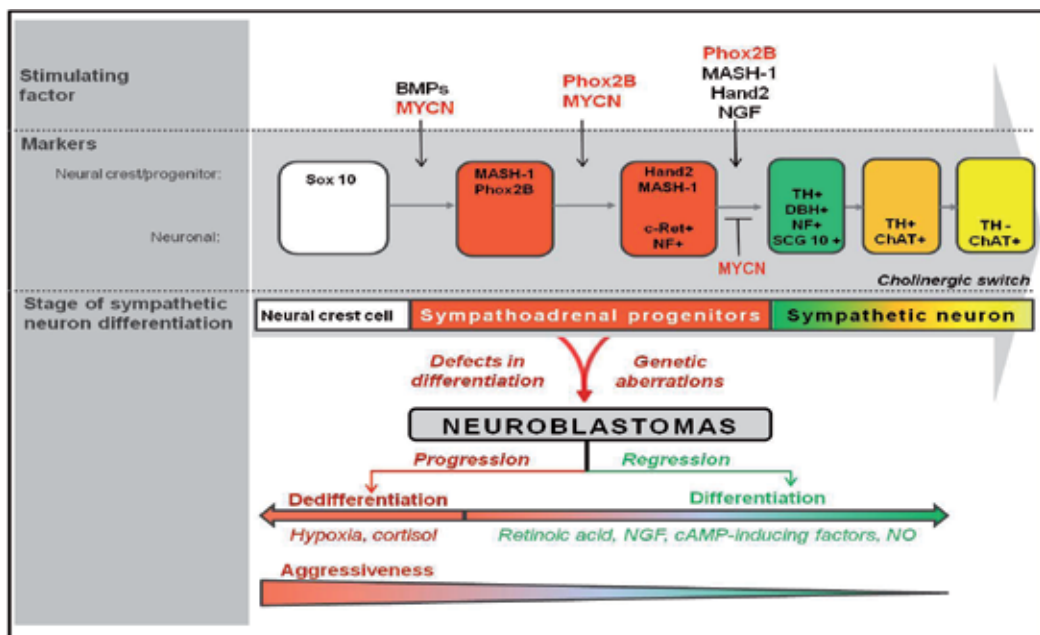 Stimulating
factor
BMPs
MYCN
Phox2B
MYCN
Phox2B
MASH-1
Hand2
NGF
Markers
Neural crest/progenitor:
Neuronal:
Sox 10
MASH-1
Phox2B
Hand2
MASH-1
c-Ret+
NF+
MYCN
TH+
DBH+
NF+
SCG 10 +
TH+
ChAT+
TH -
ChAT+
Cholinergic switch
Stage of sympathetic
neuron differentiation
Neural crest cell
Sympathoadrenal progenitors
Sympathetic neuron
Defects in
differentiation
Genetic
aberrations
NEUROBLASTOMAS
Progression
Regression
Dedifferentiation
Differentiation
Hypoxia, cortisol
Retinoic acid, NGF, cAMP-inducing factors, NO
Aggressiveness